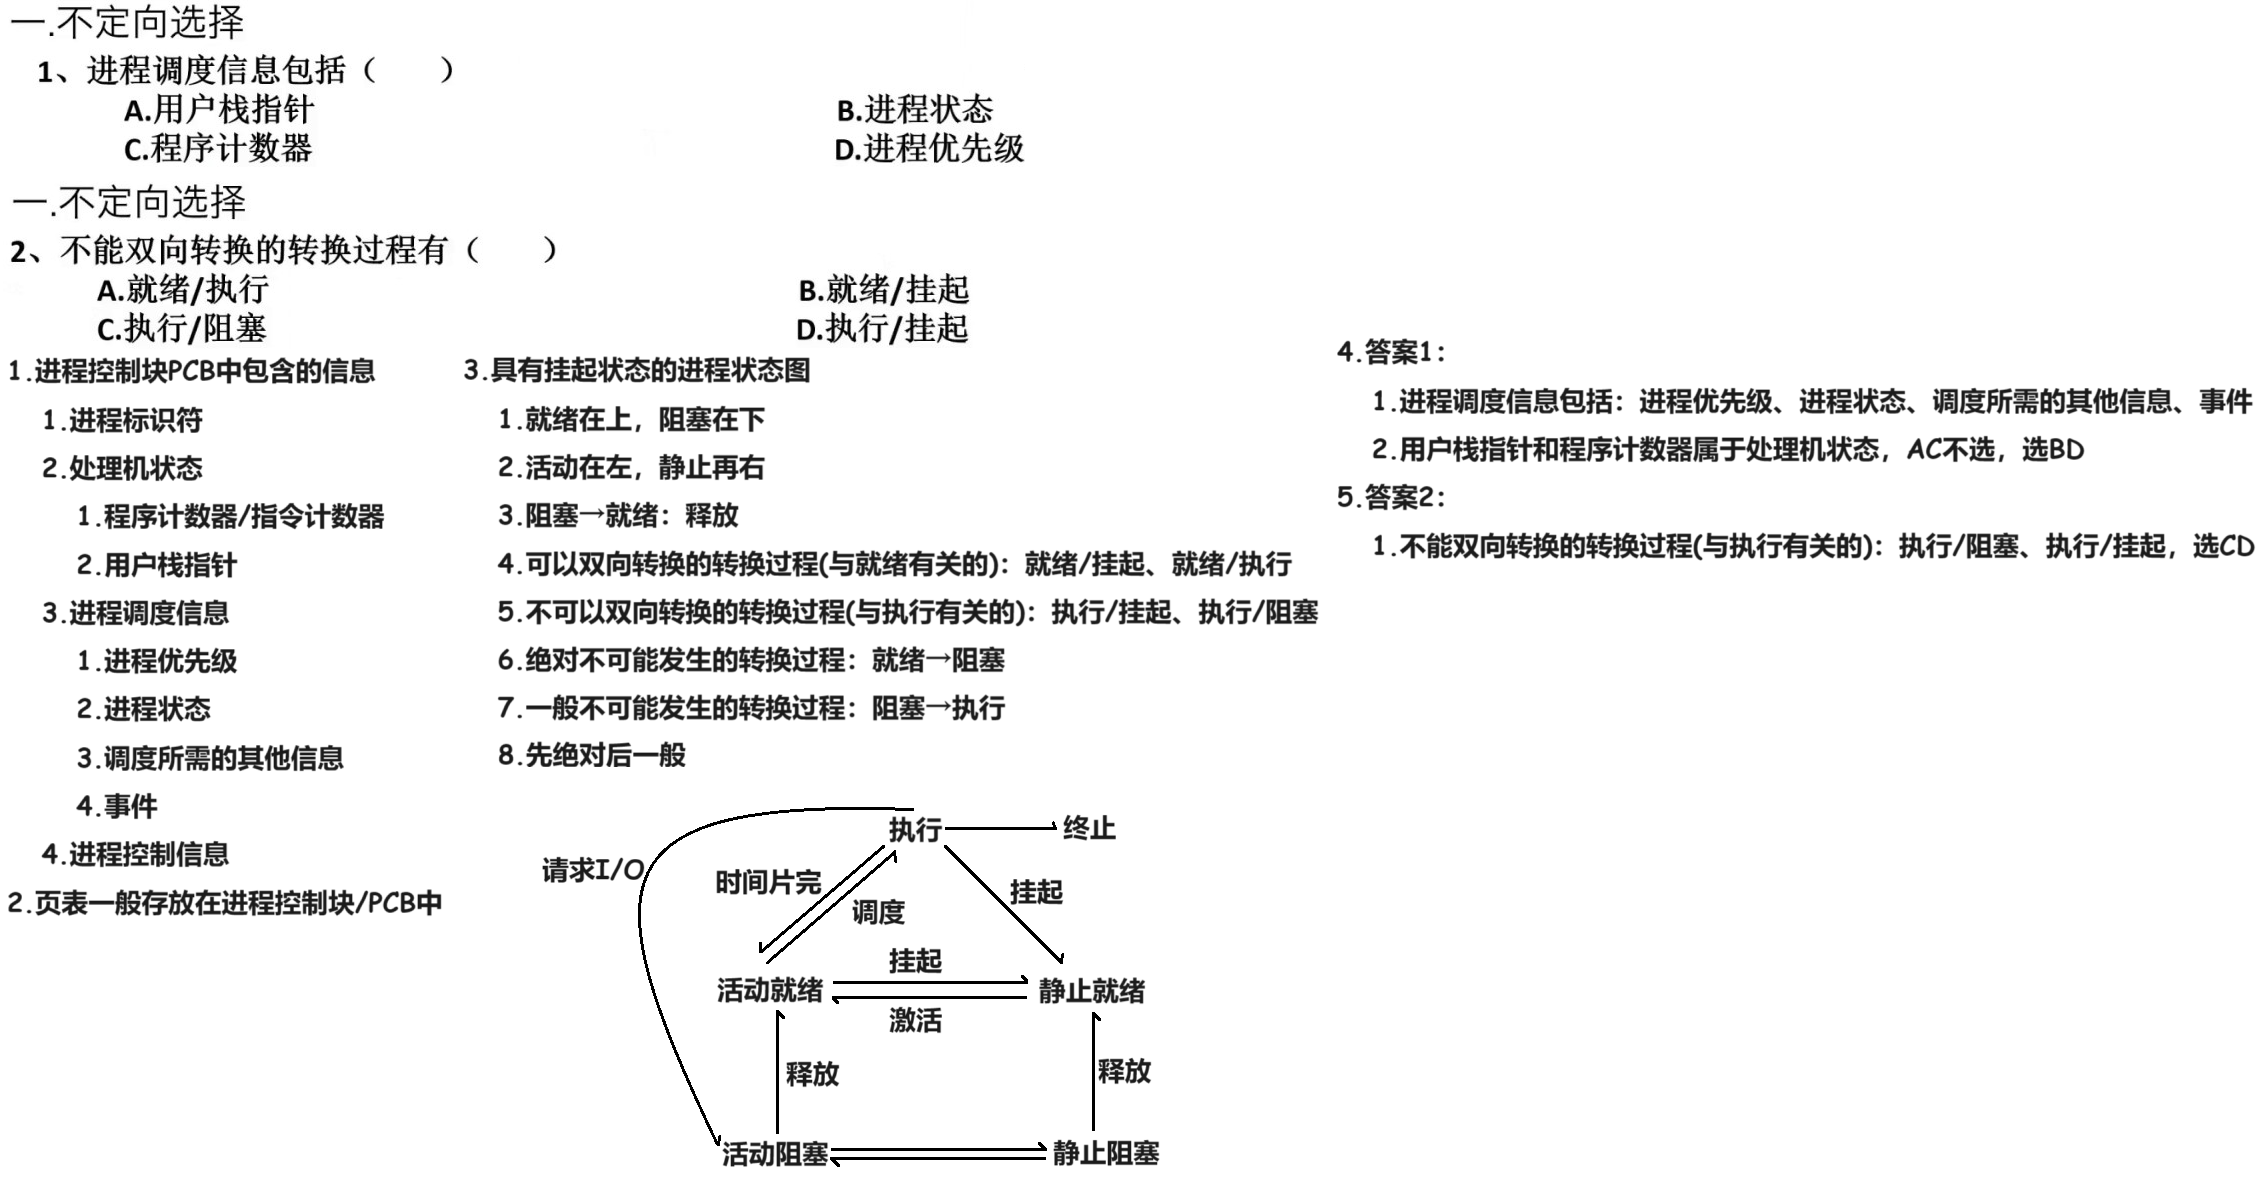 一.不定向选择
1、进程调度信息包括（　　）
A.用户栈指针
B.进程状态
C.程序计数器
D.进程优先级
一.不定向选择
2、不能双向转换的转换过程有（　　）
A.就绪/执行
B.就绪/挂起
C.执行/阻塞
D.执行/挂起
1.进程控制块PCB中包含的信息
1.进程标识符
2.处理机状态
1.程序计数器/指令计数器
2.用户栈指针
3.进程调度信息
1.进程优先级
2.进程状态
3.调度所需的其他信息
4.事件
4.进程控制信息
2.页表一般存放在进程控制块/PCB中
3.具有挂起状态的进程状态图
1.就绪在上，阻塞在下
2.活动在左，静止再右
3.阻塞→就绪：释放
4.可以双向转换的转换过程(与就绪有关的)：就绪/挂起、就绪/执行
5.不可以双向转换的转换过程(与执行有关的)：执行/挂起、执行/阻塞
6.绝对不可能发生的转换过程：就绪→阻塞
7.一般不可能发生的转换过程：阻塞→执行
8.先绝对后一般
执行
终止
请求I/O
时间片完
调度
挂起
挂起
活动就绪
静止就绪
激活
释放
释放
活动阻塞
静止阻塞
4.答案1：
1.进程调度信息包括：进程优先级、进程状态、调度所需的其他信息、事件
2.用户栈指针和程序计数器属于处理机状态，AC不选，选BD
5.答案2：
1.不能双向转换的转换过程(与执行有关的)：执行/阻塞、执行/挂起，选CD